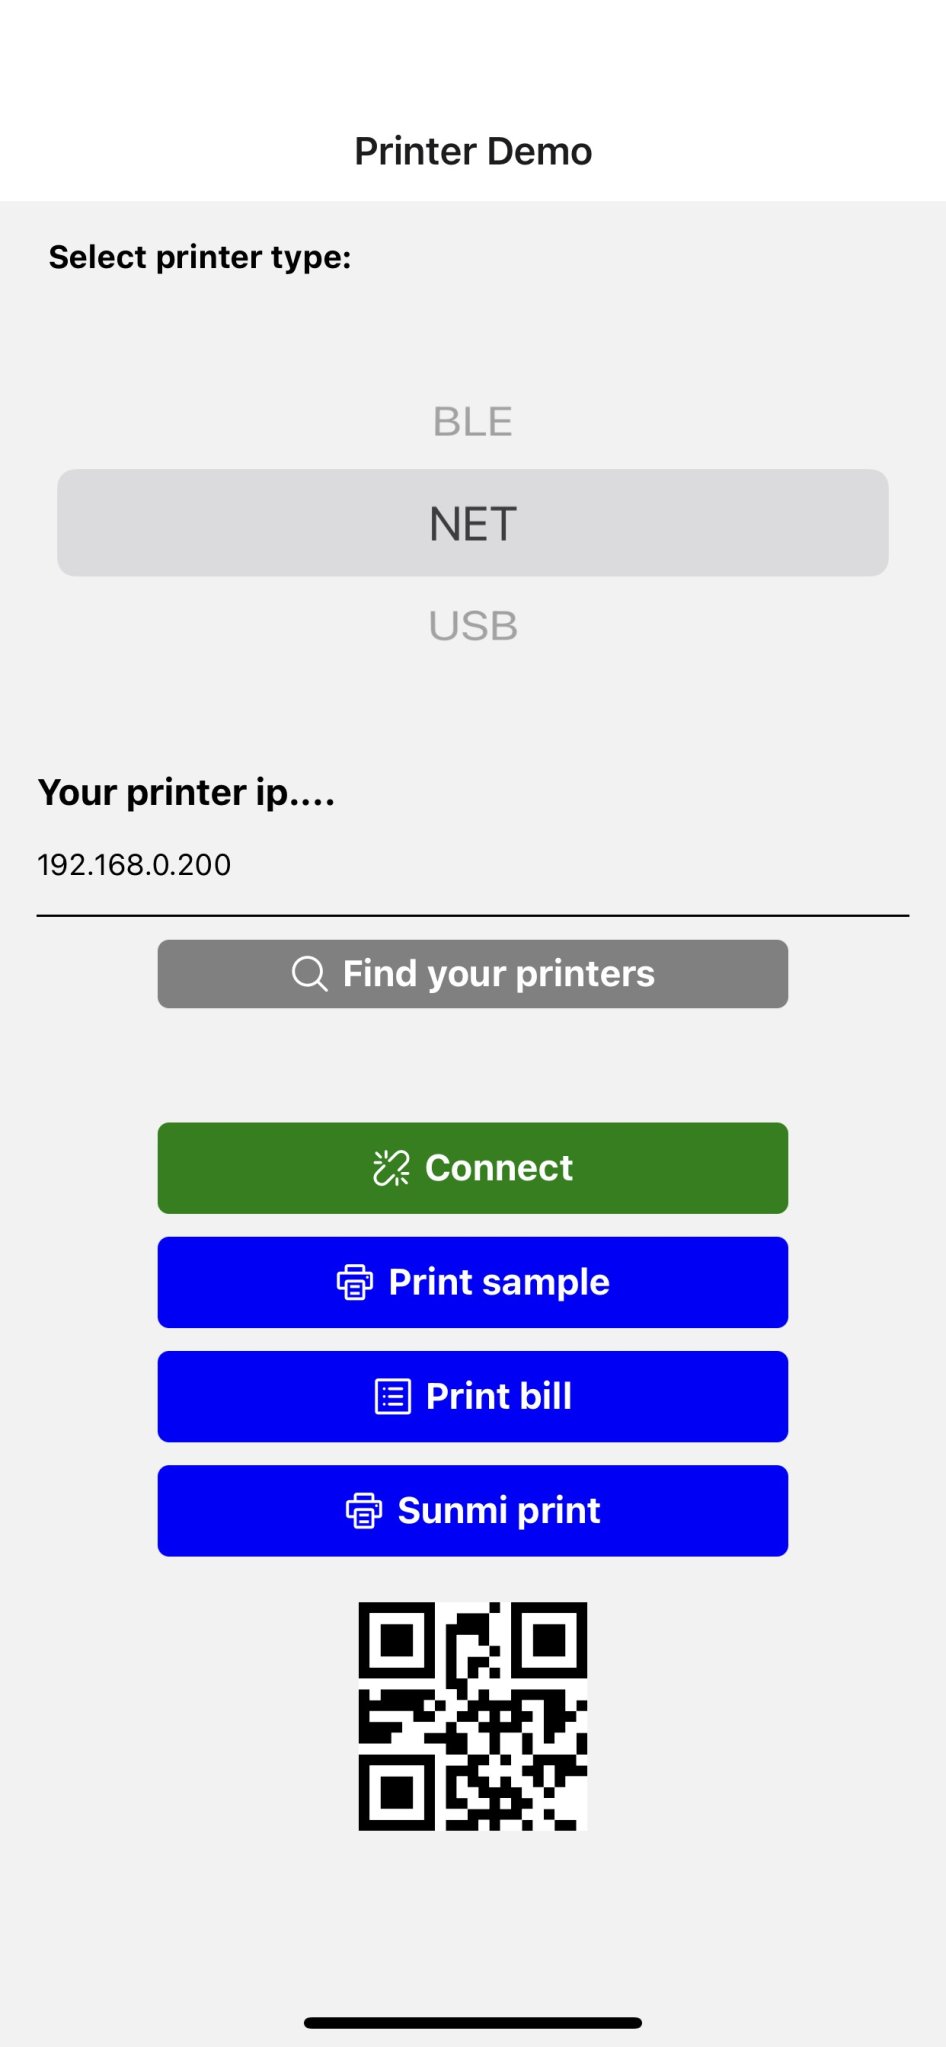 Printer Demo
Select printer type:
BLE
NET
USB
Your printer ip....
192.168.0.200
Find your printers
Connect
Print sample
Print bill
Sunmi print